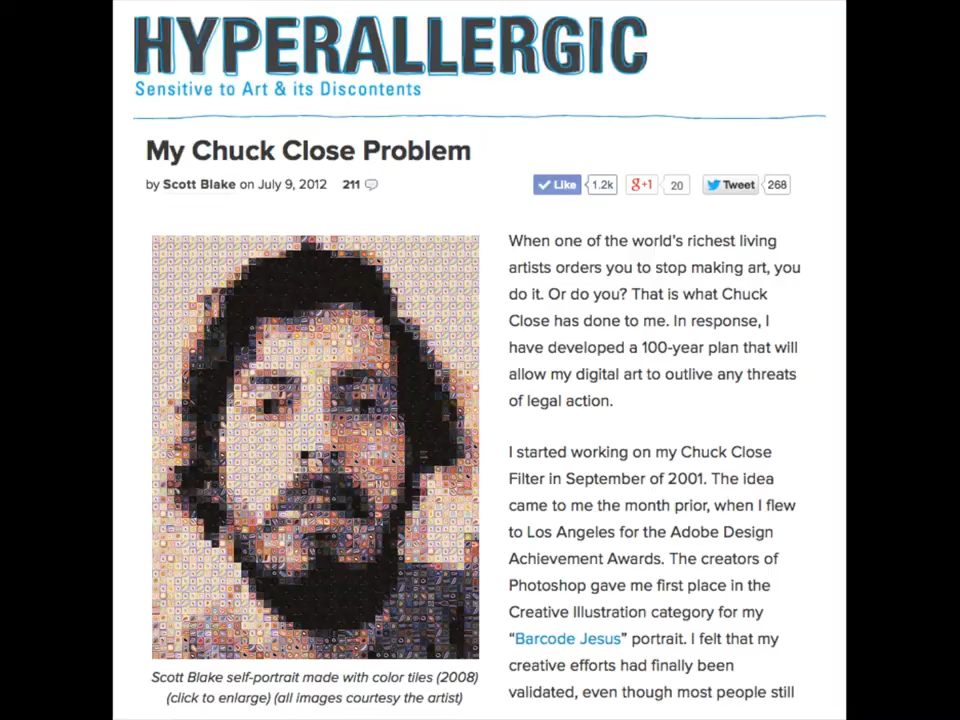 HYPERALLERGIC
Sensitive to Art & its Discontents
My Chuck Close Problem
by Scott Blake on July 9, 2012 211
Like 1.2k +1 20 Tweet 268
When one of the world's richest living
artists orders you to stop making art, you
do it. Or do you? That is what Chuck
Close has done to me. In response, I
have developed a 100-year plan that will
allow my digital art to outlive any threats
of legal action.
I started working on my Chuck Close
Filter in September of 2001. The idea
came to me the month prior, when I flew
to Los Angeles for the Adobe Design
Achievement Awards. The creators of
Photoshop gave me first place in the
Creative Illustration category for my
“Barcode Jesus” portrait. I felt that my
creative efforts had finally been
validated, even though most people still
Scott Blake self-portrait made with color tiles (2008)
(click to enlarge) (all images courtesy the artist)